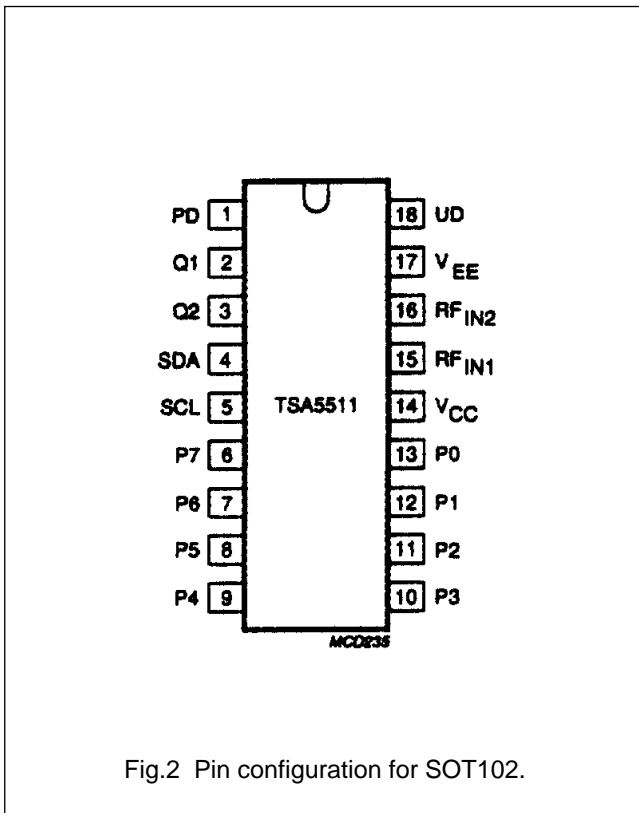 PD 1 18 UD
Q1 2 17 VEE
Q2 3 16 RFIN2
SDA 4 15 RFIN1
SCL 5 TSA5511 14 VCC
P7 6 13 P0
P6 7 12 P1
P5 8 11 P2
P4 9 10 P3
MCD235
Fig.2 Pin configuration for SOT102.